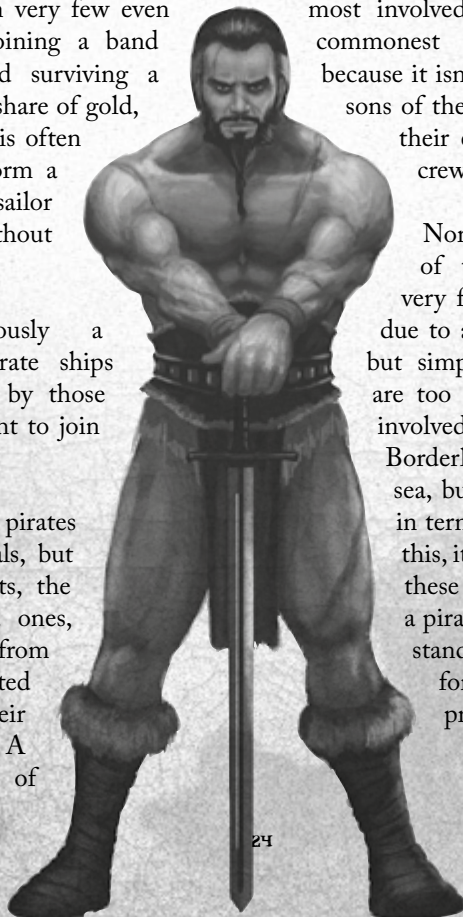 n very few even
oining a band
d surviving a
share of gold,
is often
orm a
sailor
thout
ously a
rate ships
by those
nt to join
pirates
als, but
ts, the
ones,
from
ted
eir
A
of
most involved
commonest
because it isn
sons of the
their
crew
Nor
of
very f
due to a
but simp
are too
involved
Borderl
sea, bu
in tern
this, it
these
a pira
stand
for
pr
24